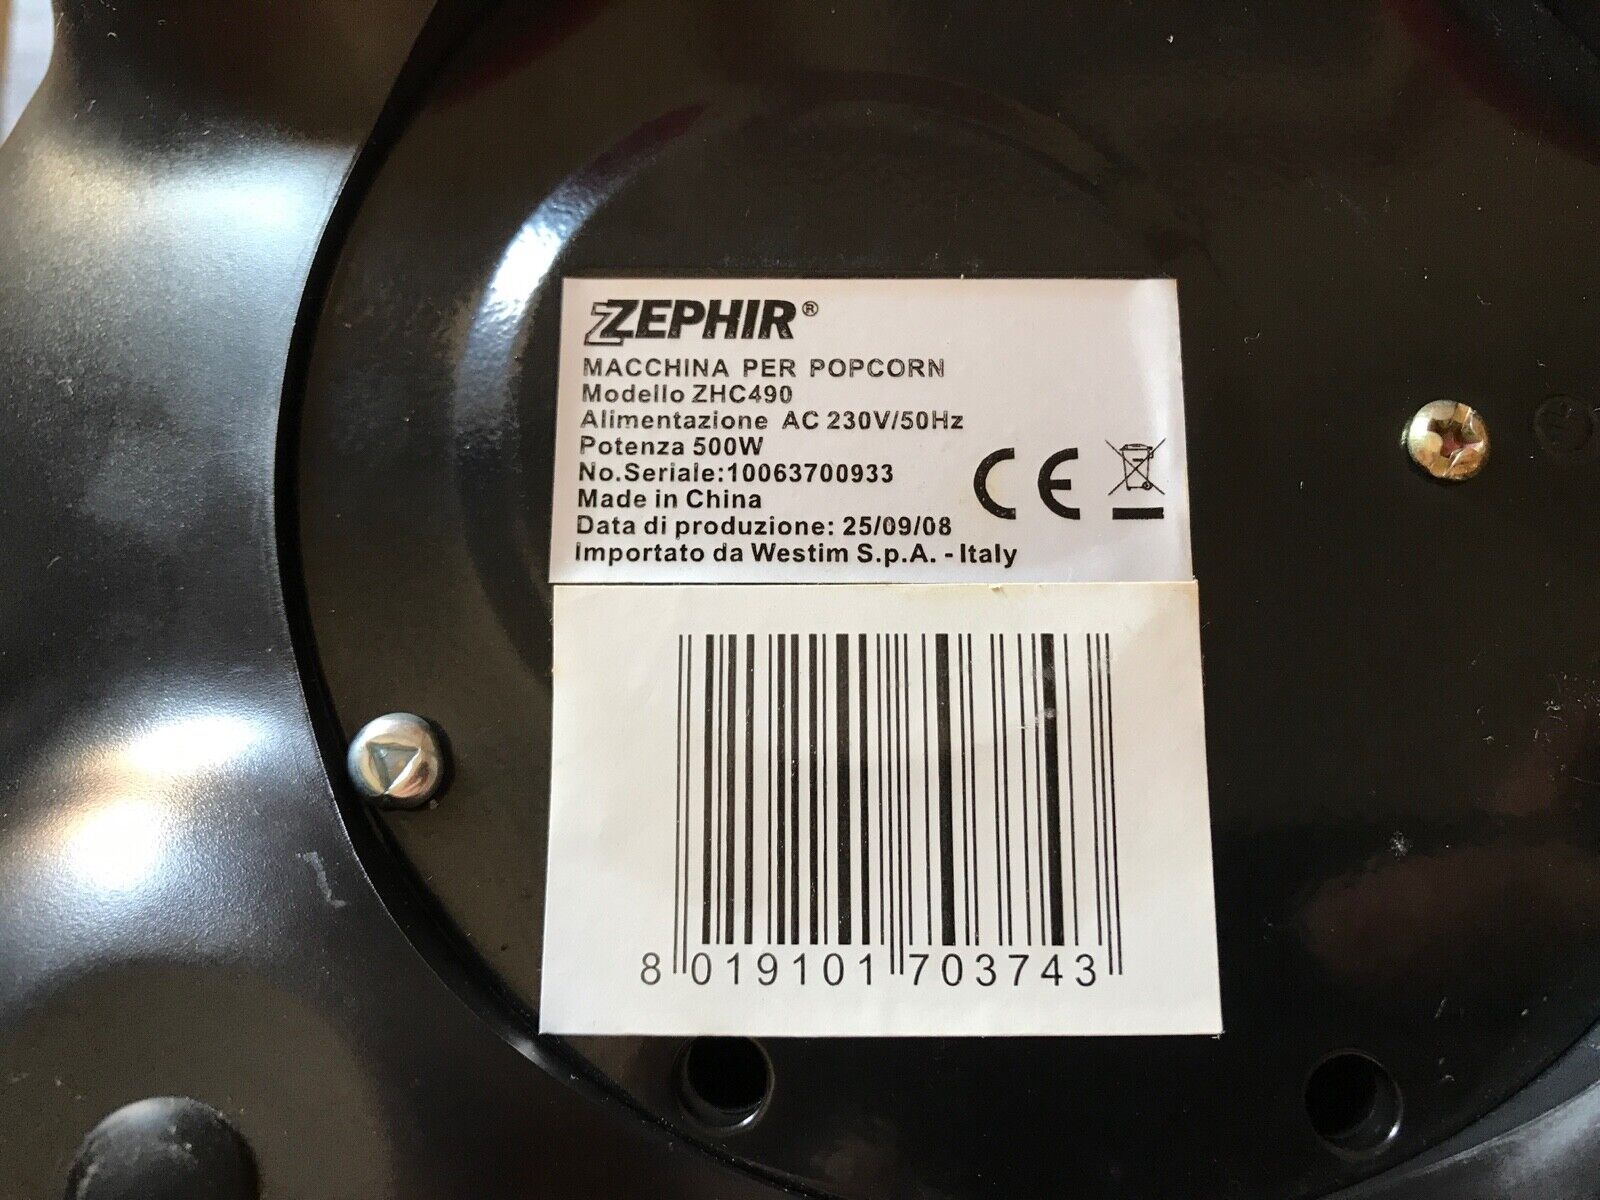 ZEPHIR®
MACCHINA PER POPCORN
Modello ZHC490
Alimentazione AC 230V/50Hz
Potenza 500W
No.Seriale:10063700933
Made in China
Data di produzione: 25/09/08
Importato da Westim S.p.A. - Italy
CE
8 019101 703743